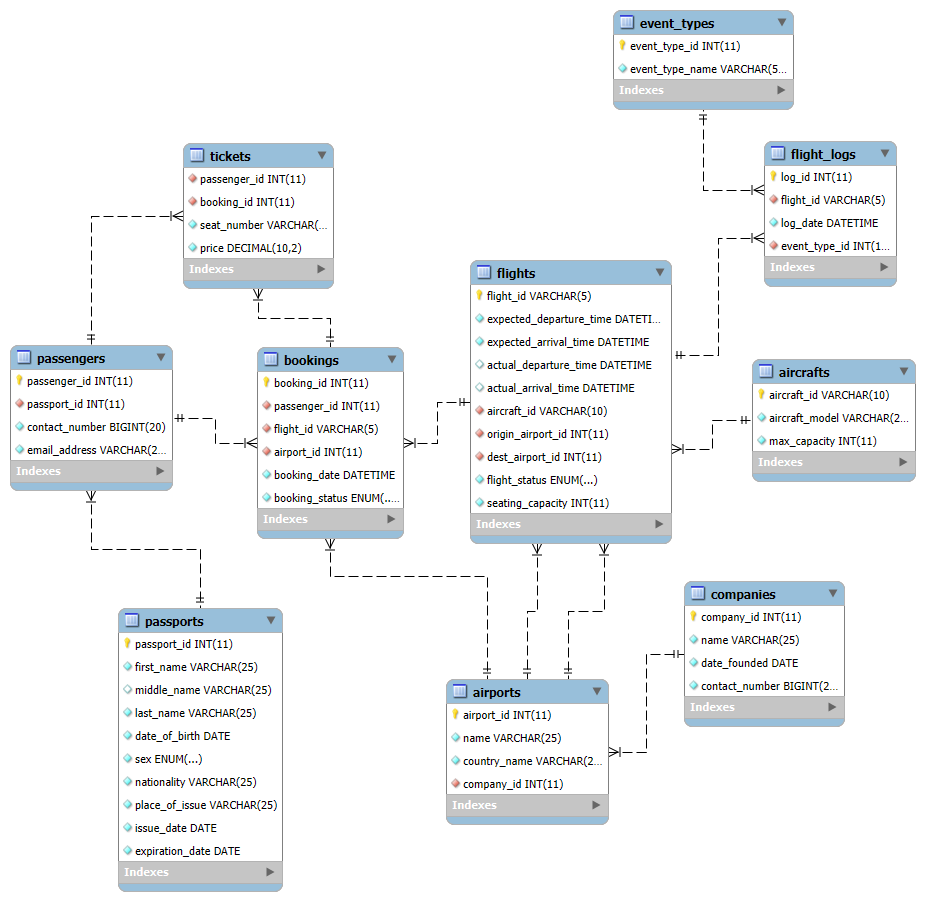 event_types
event_type_id INT(11)
event_type_name VARCHAR(5...
Indexes
tickets
passenger_id INT(11)
booking_id INT(11)
seat_number VARCHAR(...
price DECIMAL(10,2)
Indexes
flight_logs
log_id INT(11)
flight_id VARCHAR(5)
log_date DATETIME
event_type_id INT(1...
Indexes
flights
flight_id VARCHAR(5)
expected_departure_time DATETI...
expected_arrival_time DATETIME
actual_departure_time DATETIME
actual_arrival_time DATETIME
aircraft_id VARCHAR(10)
origin_airport_id INT(11)
dest_airport_id INT(11)
flight_status ENUM(...)
seating_capacity INT(11)
Indexes
passengers
passenger_id INT(11)
passport_id INT(11)
contact_number BIGINT(20)
email_address VARCHAR(2...
Indexes
bookings
booking_id INT(11)
passenger_id INT(11)
flight_id VARCHAR(5)
airport_id INT(11)
booking_date DATETIME
booking_status ENUM(.....
Indexes
aircrafts
aircraft_id VARCHAR(10)
aircraft_model VARCHAR(2...
max_capacity INT(11)
Indexes
passports
passport_id INT(11)
first_name VARCHAR(25)
middle_name VARCHAR(25)
last_name VARCHAR(25)
date_of_birth DATE
sex ENUM(...)
nationality VARCHAR(25)
place_of_issue VARCHAR(25)
issue_date DATE
expiration_date DATE
Indexes
companies
company_id INT(11)
name VARCHAR(25)
date_founded DATE
contact_number BIGINT(2...
Indexes
airports
airport_id INT(11)
name VARCHAR(25)
country_name VARCHAR(2...
company_id INT(11)
Indexes